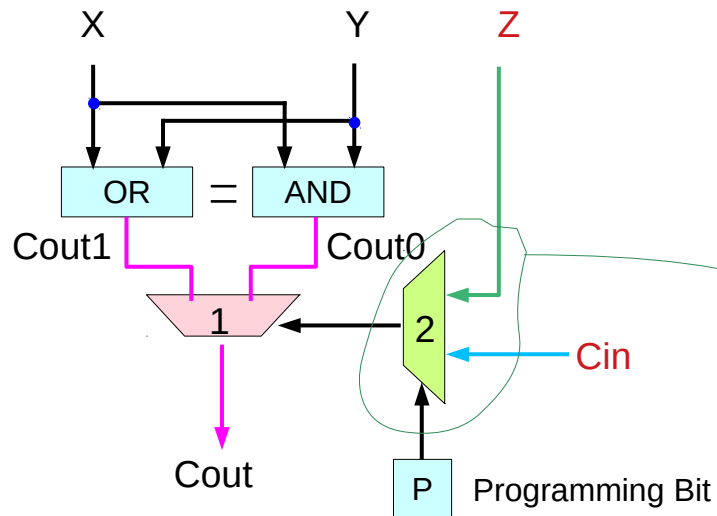 X Y Z
OR = AND
Cout1 Cout0
1 2
Cin
Cout
P Programming Bit